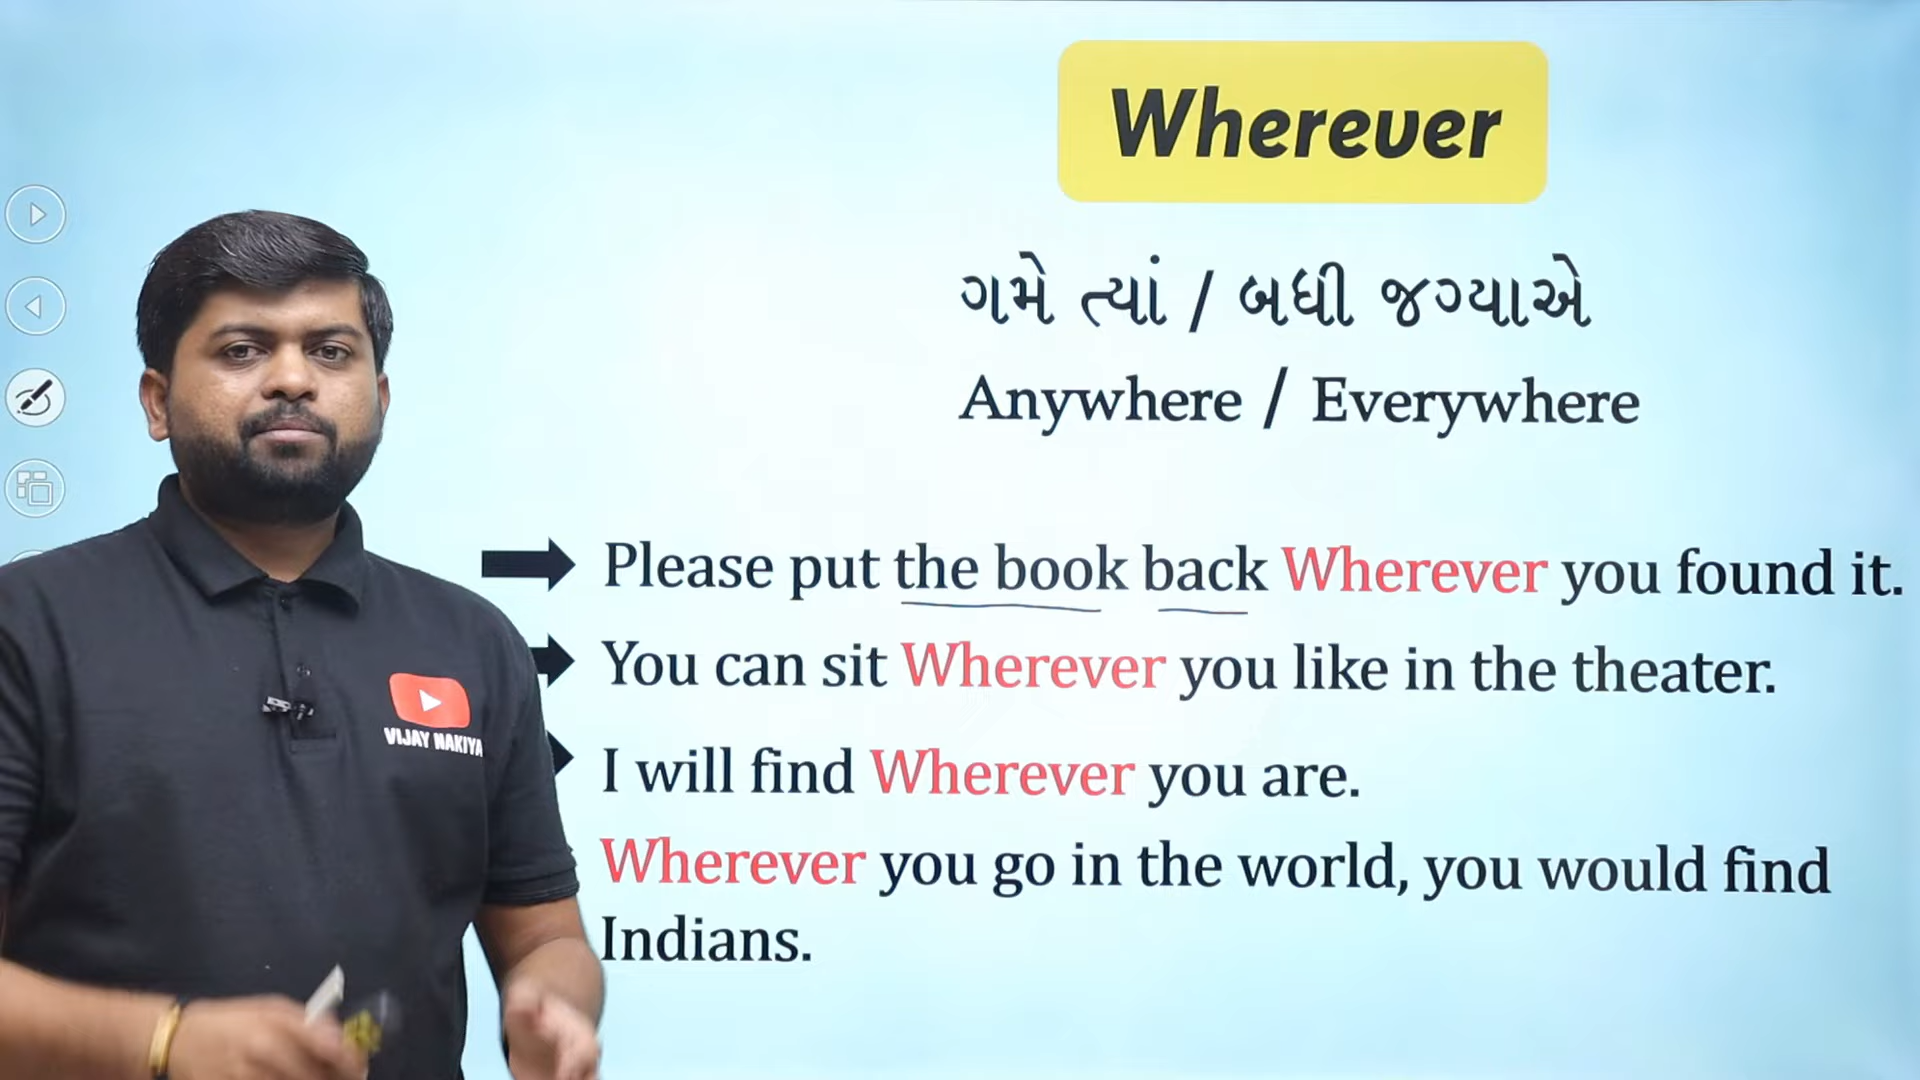 Wherever
ગમે ત્યાં / બધી જગ્યાએ
Anywhere / Everywhere
Please put the book back Wherever you found it.
You can sit Wherever you like in the theater.
I will find Wherever you are.
Wherever you go in the world, you would find
Indians.
VIJAY NAKIYA